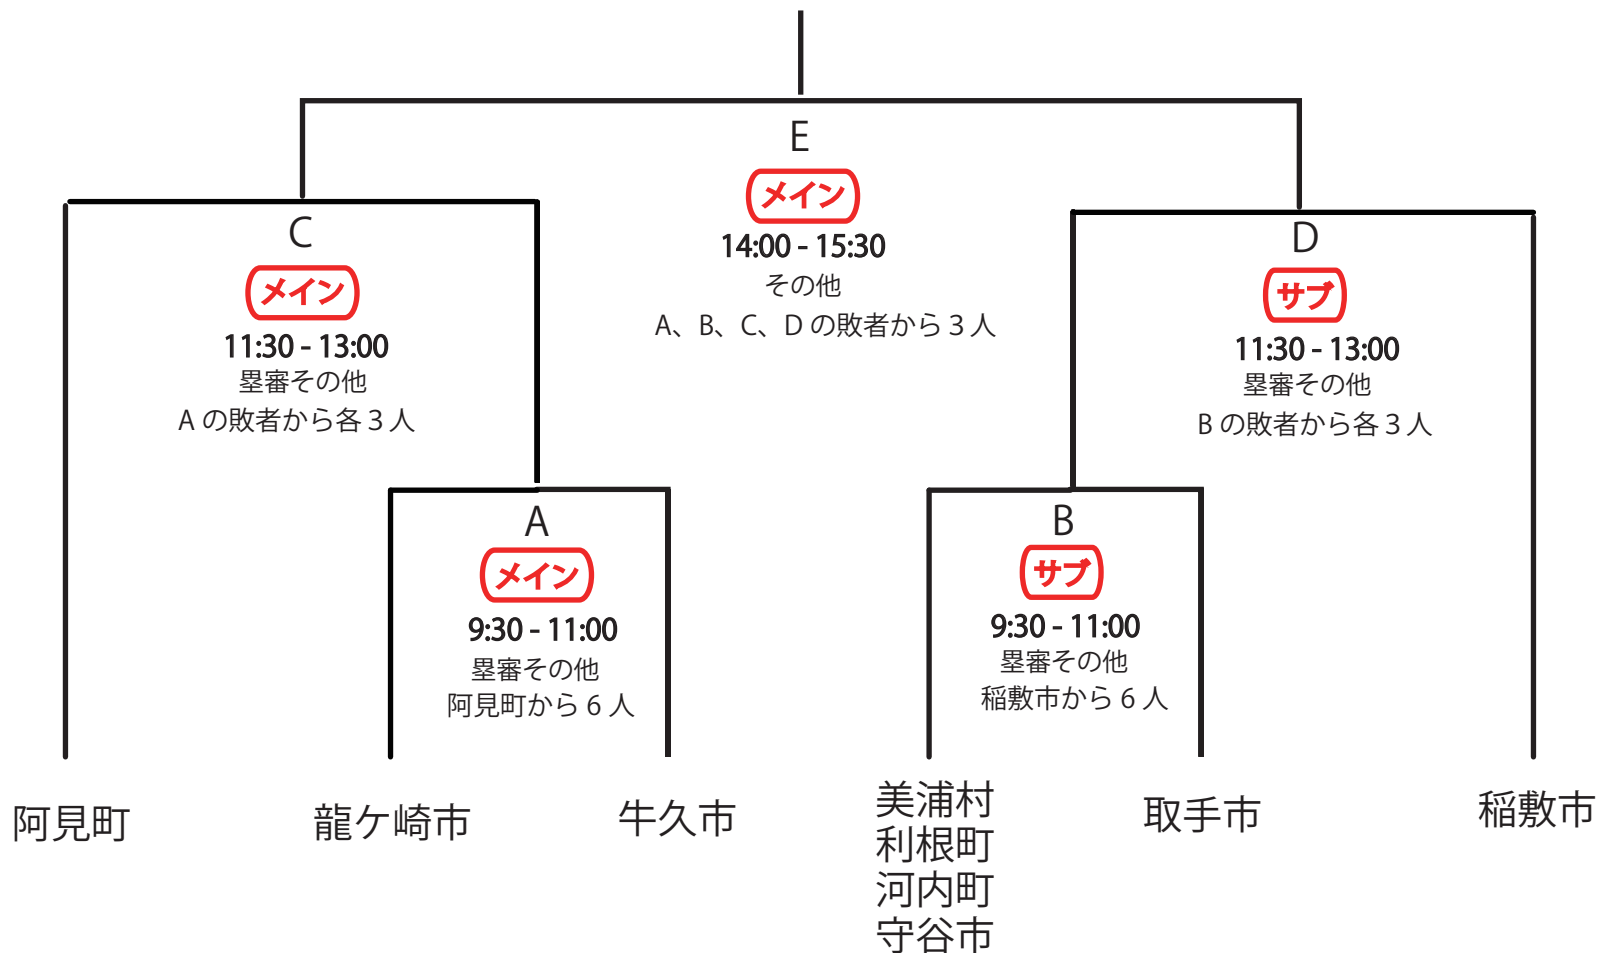 E
メイン
14:00 - 15:30
その他
A、B、C、D の敗者から 3 人
C
メイン
11:30 - 13:00
塁審その他
A の敗者から各 3 人
D
サブ
11:30 - 13:00
塁審その他
B の敗者から各 3 人
A
メイン
9:30 - 11:00
塁審その他
阿見町から 6 人
B
サブ
9:30 - 11:00
塁審その他
稲敷市から 6 人
阿見町
龍ケ崎市
牛久市
美浦村
利根町
河内町
守谷市
取手市
稲敷市